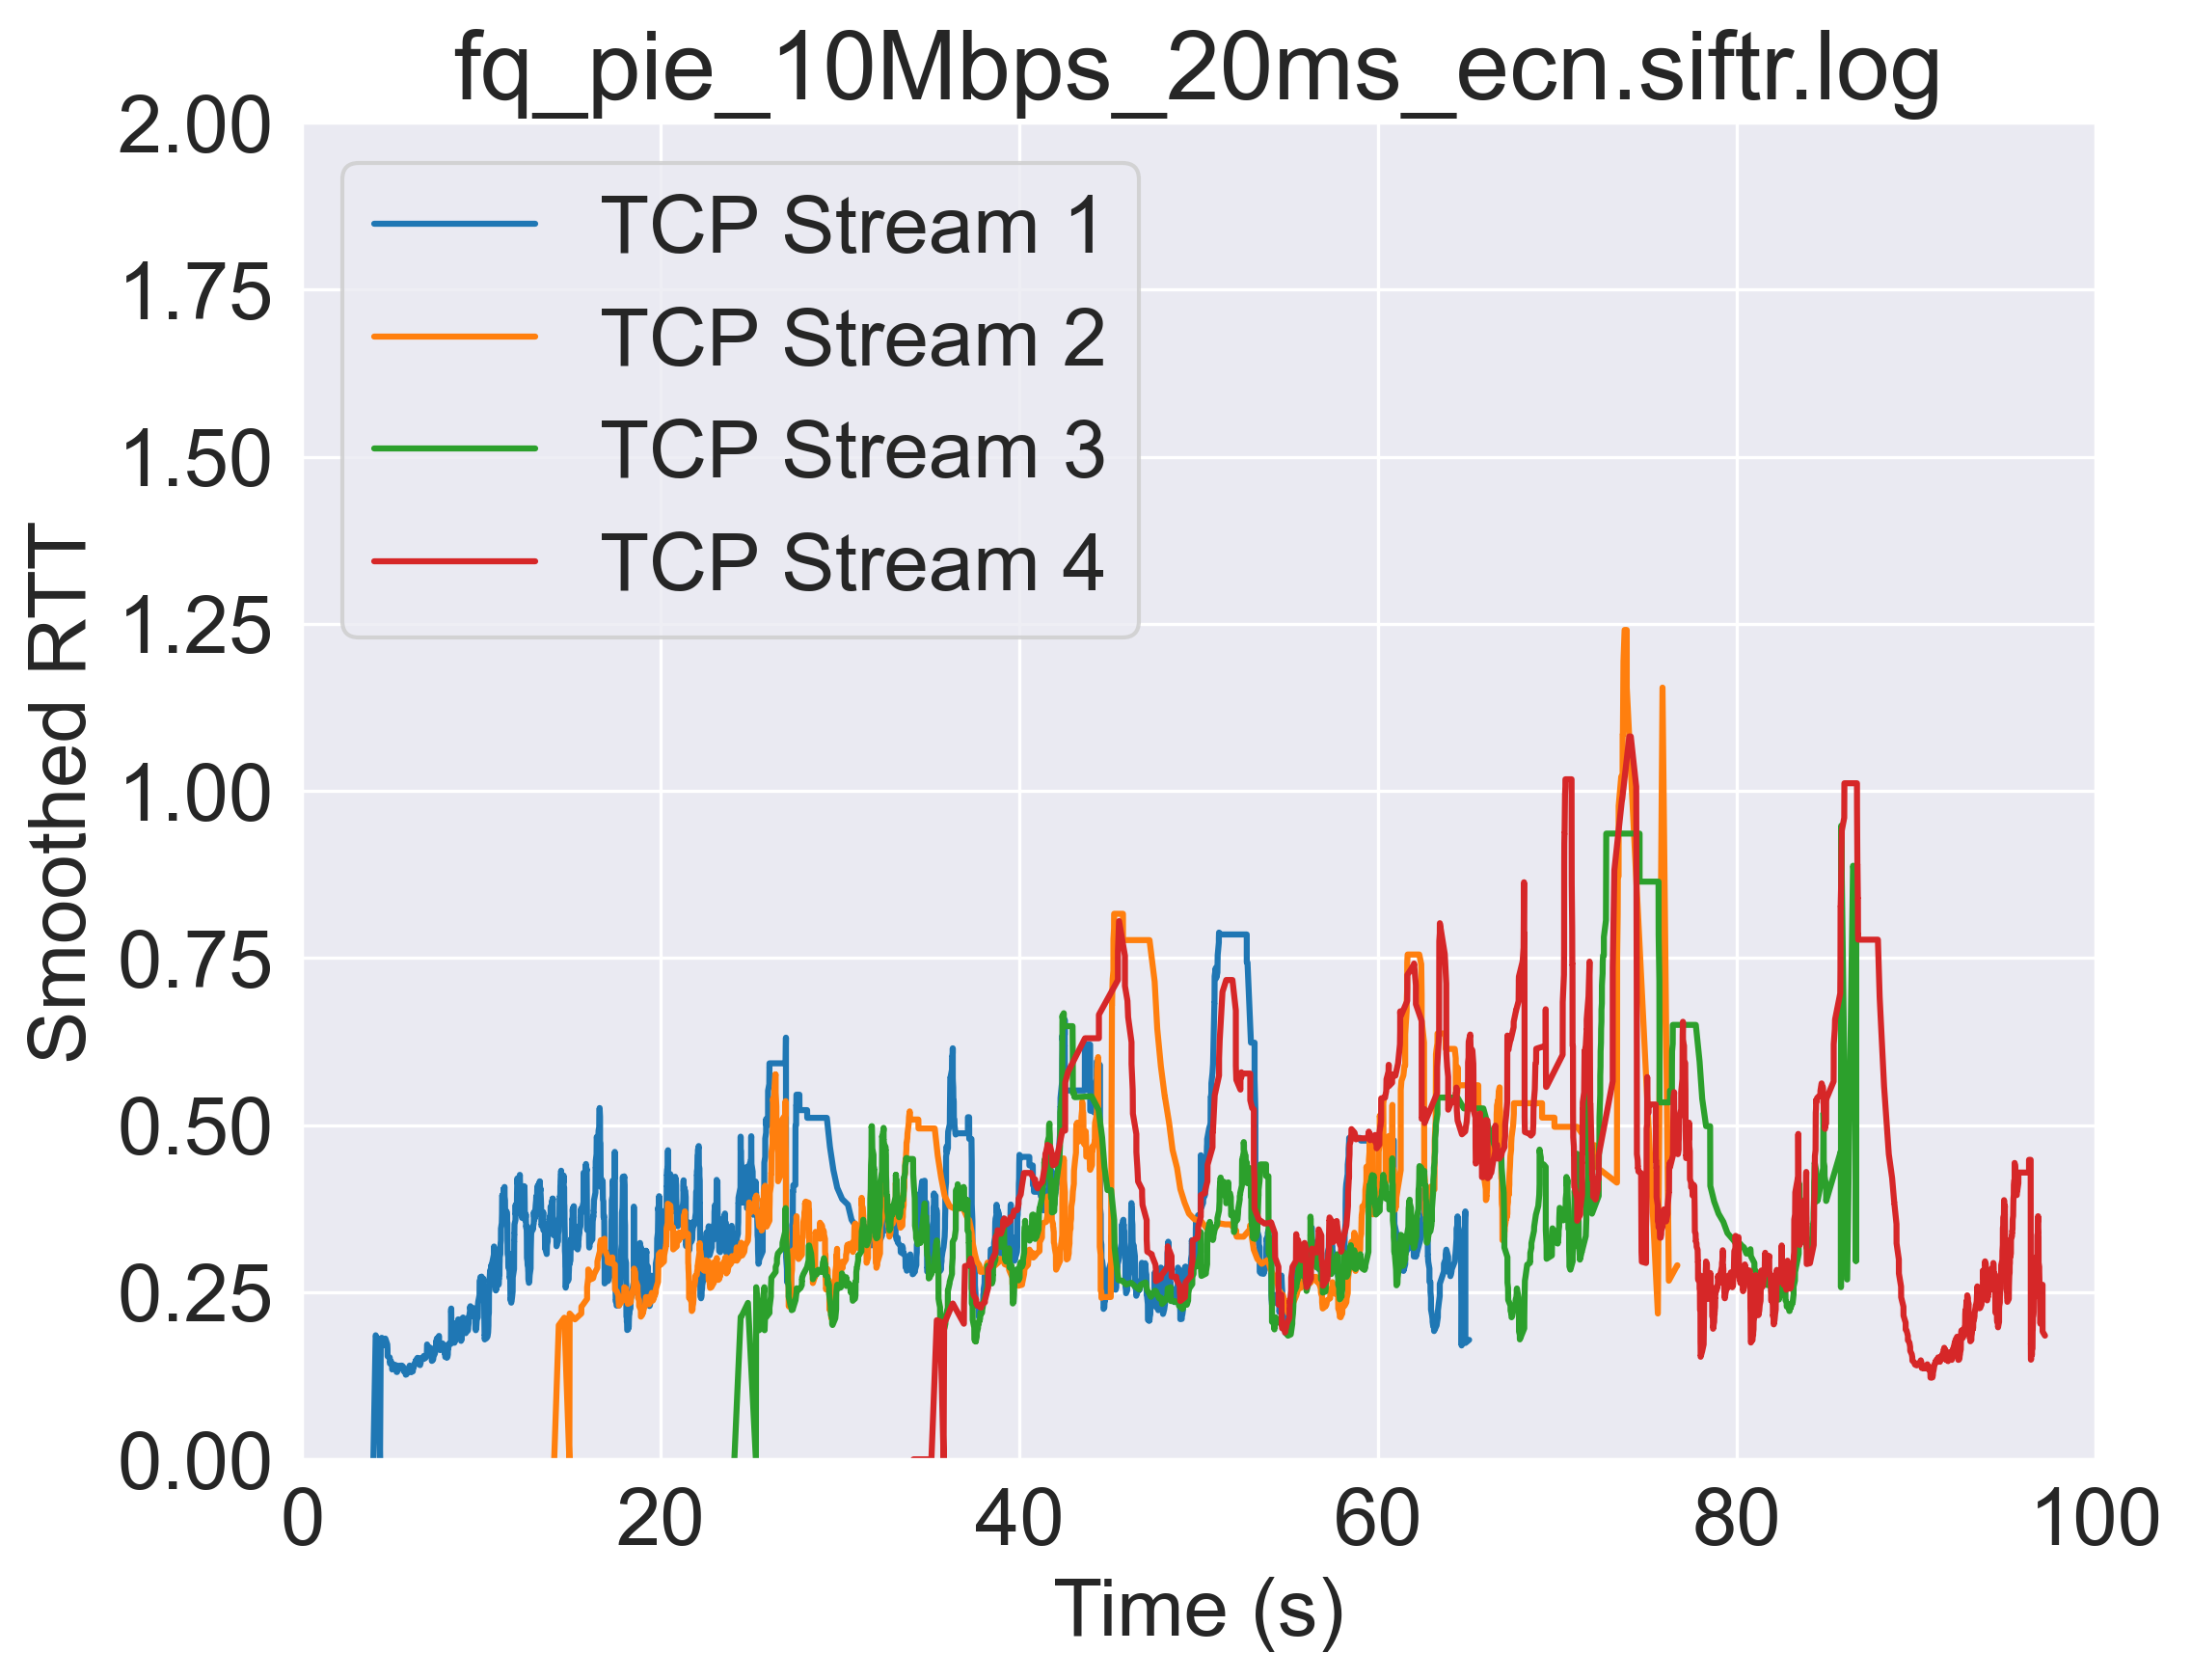 fq_pie_10Mbps_20ms_ecn.siftr.log
2.00
1.75
1.50
1.25
1.00
0.75
0.50
0.25
0.00
Smoothed RTT
TCP Stream 1
TCP Stream 2
TCP Stream 3
TCP Stream 4
0 20 40 60 80 100
Time (s)